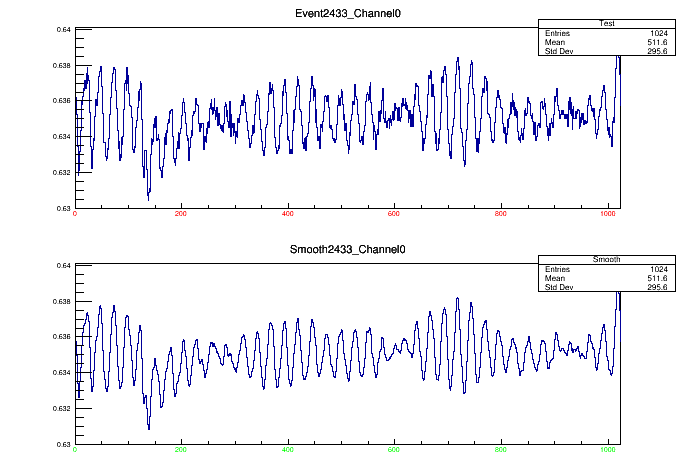 Event2433_Channel0
Test
Entries 1024
Mean 511.6
Std Dev 295.6
0.64
0.638
0.636
0.634
0.632
0.63
0 200 400 600 800 1000
Smooth2433_Channel0
Smooth
Entries 1024
Mean 511.6
Std Dev 295.6
0.64
0.638
0.636
0.634
0.632
0.63
0 200 400 600 800 1000